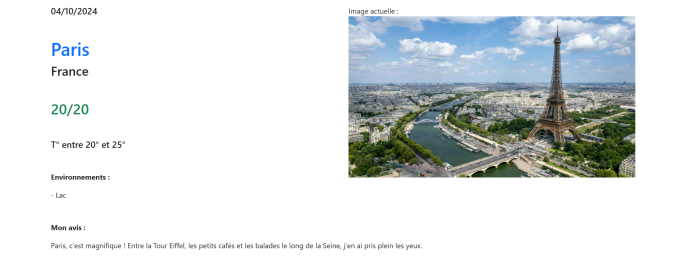 04/10/2024
Image actuelle :
Paris
France
20/20
T° entre 20° et 25°
Environnements :
- Lac
Mon avis :
Paris, c'est magnifique ! Entre la Tour Eiffel, les petits cafés et les balades le long de la Seine, j'en ai pris plein les yeux.